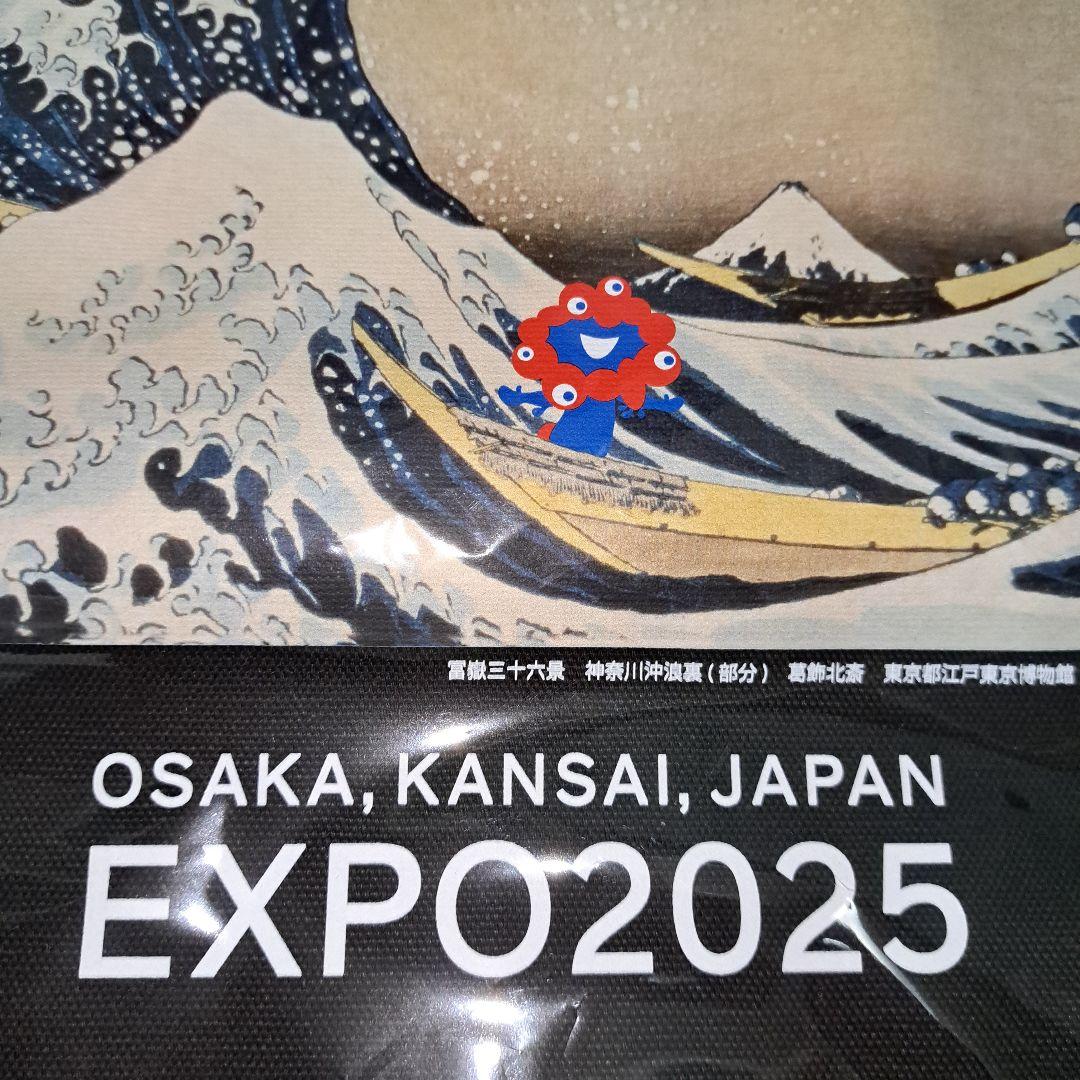 冨嶽三十六景　神奈川沖浪裏(部分)　葛飾北斎　東京都江戸東京博物館
OSAKA, KANSAI, JAPAN
EXPO2025